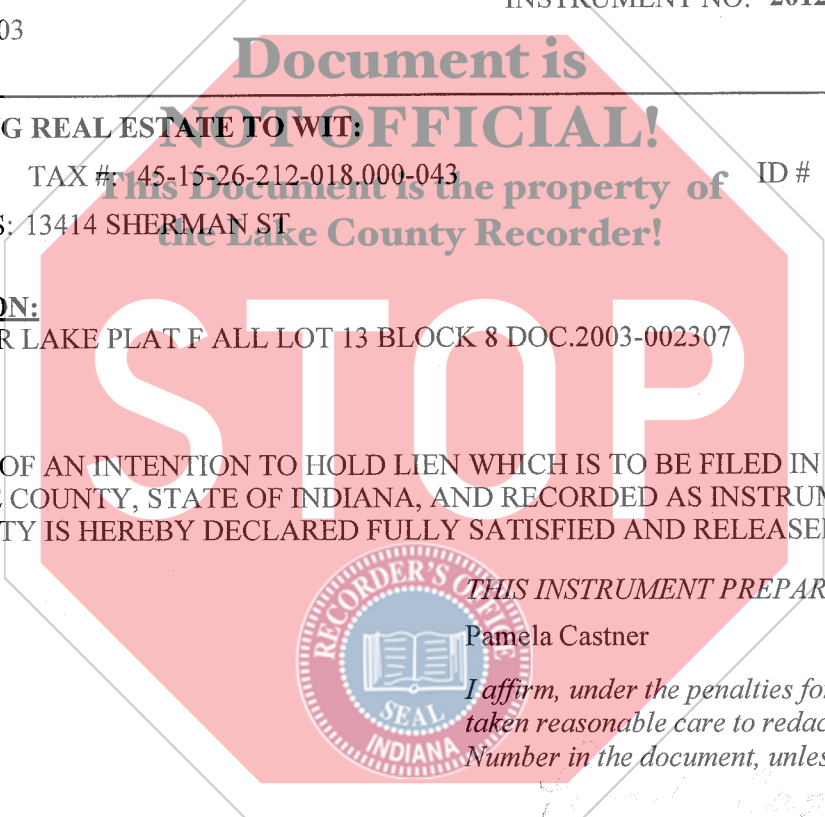 INSTRUMENT NO. 2012
03
Document is
NOT OFFICIAL!
G REAL ESTATE TO WIT:
TAX #: 45-15-26-212-018.000-043 ID #
This Document is the property of
S: 13414 SHERMAN ST
the Lake County Recorder!
ON:
R LAKE PLAT F ALL LOT 13 BLOCK 8 DOC.2003-002307
STOP
OF AN INTENTION TO HOLD LIEN WHICH IS TO BE FILED IN
E COUNTY, STATE OF INDIANA, AND RECORDED AS INSTRUM
TY IS HEREBY DECLARED FULLY SATISFIED AND RELEASE
THIS INSTRUMENT PREPAR
Pamela Castner
RECORDER'S OFFICE
SEAL
INDIANA
I affirm, under the penalties fo
taken reasonable care to redac
Number in the document, unles